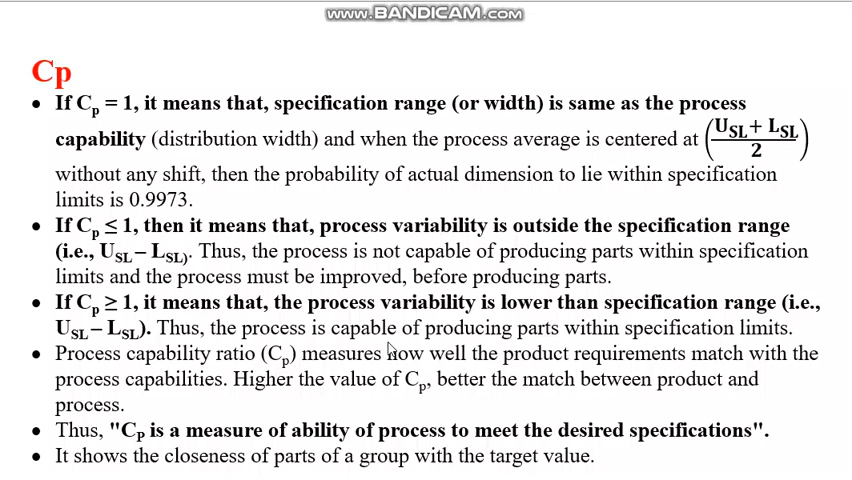 www.BANDICAM.com
Cp
• If Cp = 1, it means that, specification range (or width) is same as the process
capability (distribution width) and when the process average is centered at (USL + LSL / 2)
without any shift, then the probability of actual dimension to lie within specification
limits is 0.9973.
• If Cp ≤ 1, then it means that, process variability is outside the specification range
(i.e., USL – LSL). Thus, the process is not capable of producing parts within specification
limits and the process must be improved, before producing parts.
• If Cp ≥ 1, it means that, the process variability is lower than specification range (i.e.,
USL – LSL). Thus, the process is capable of producing parts within specification limits.
• Process capability ratio (Cp) measures how well the product requirements match with the
process capabilities. Higher the value of Cp, better the match between product and
process.
• Thus, "Cp is a measure of ability of process to meet the desired specifications".
• It shows the closeness of parts of a group with the target value.